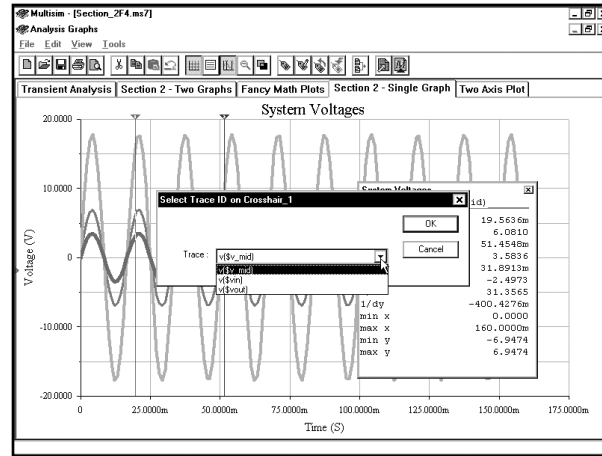 Multisim - [Section_2F4.ms7]
Analysis Graphs
File Edit View Tools
Transient Analysis Section 2 - Two Graphs Fancy Math Plots Section 2 - Single Graph Two Axis Plot
System Voltages
Voltage (V)
20.0000
10.0000
0
-10.0000
-20.0000
0 25.0000m 50.0000m 75.0000m 100.0000m 125.0000m 150.0000m 175.0000m
Time (S)
Select Trace ID on Crosshair_1
Trace : v($v_mid)
v($v_mid)
v($vin)
v($vout)
OK
Cancel
System Voltages
id)
19.5636m
6.0810
51.4548m
3.5836
31.8913m
-2.4973
31.3565
1/dy -400.4276m
min x 0.0000
max x 160.0000m
min y -6.9474
max y 6.9474